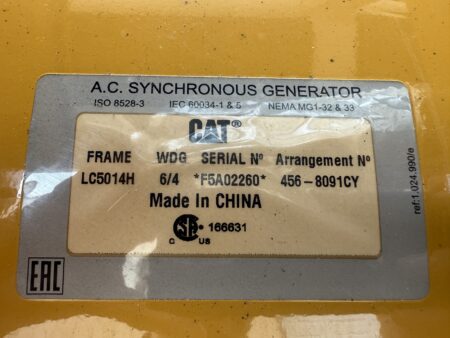 A.C. SYNCHRONOUS GENERATOR
ISO 8528-3 IEC 60034-1 & 5 NEMA MG1-32 & 33
CAT®
FRAME WDG SERIAL Nº Arrangement Nº
LC5014H 6/4 *F5A02260* 456-8091CY
Made In CHINA
C SA US 166631
EAC
ref:1.024.990/e